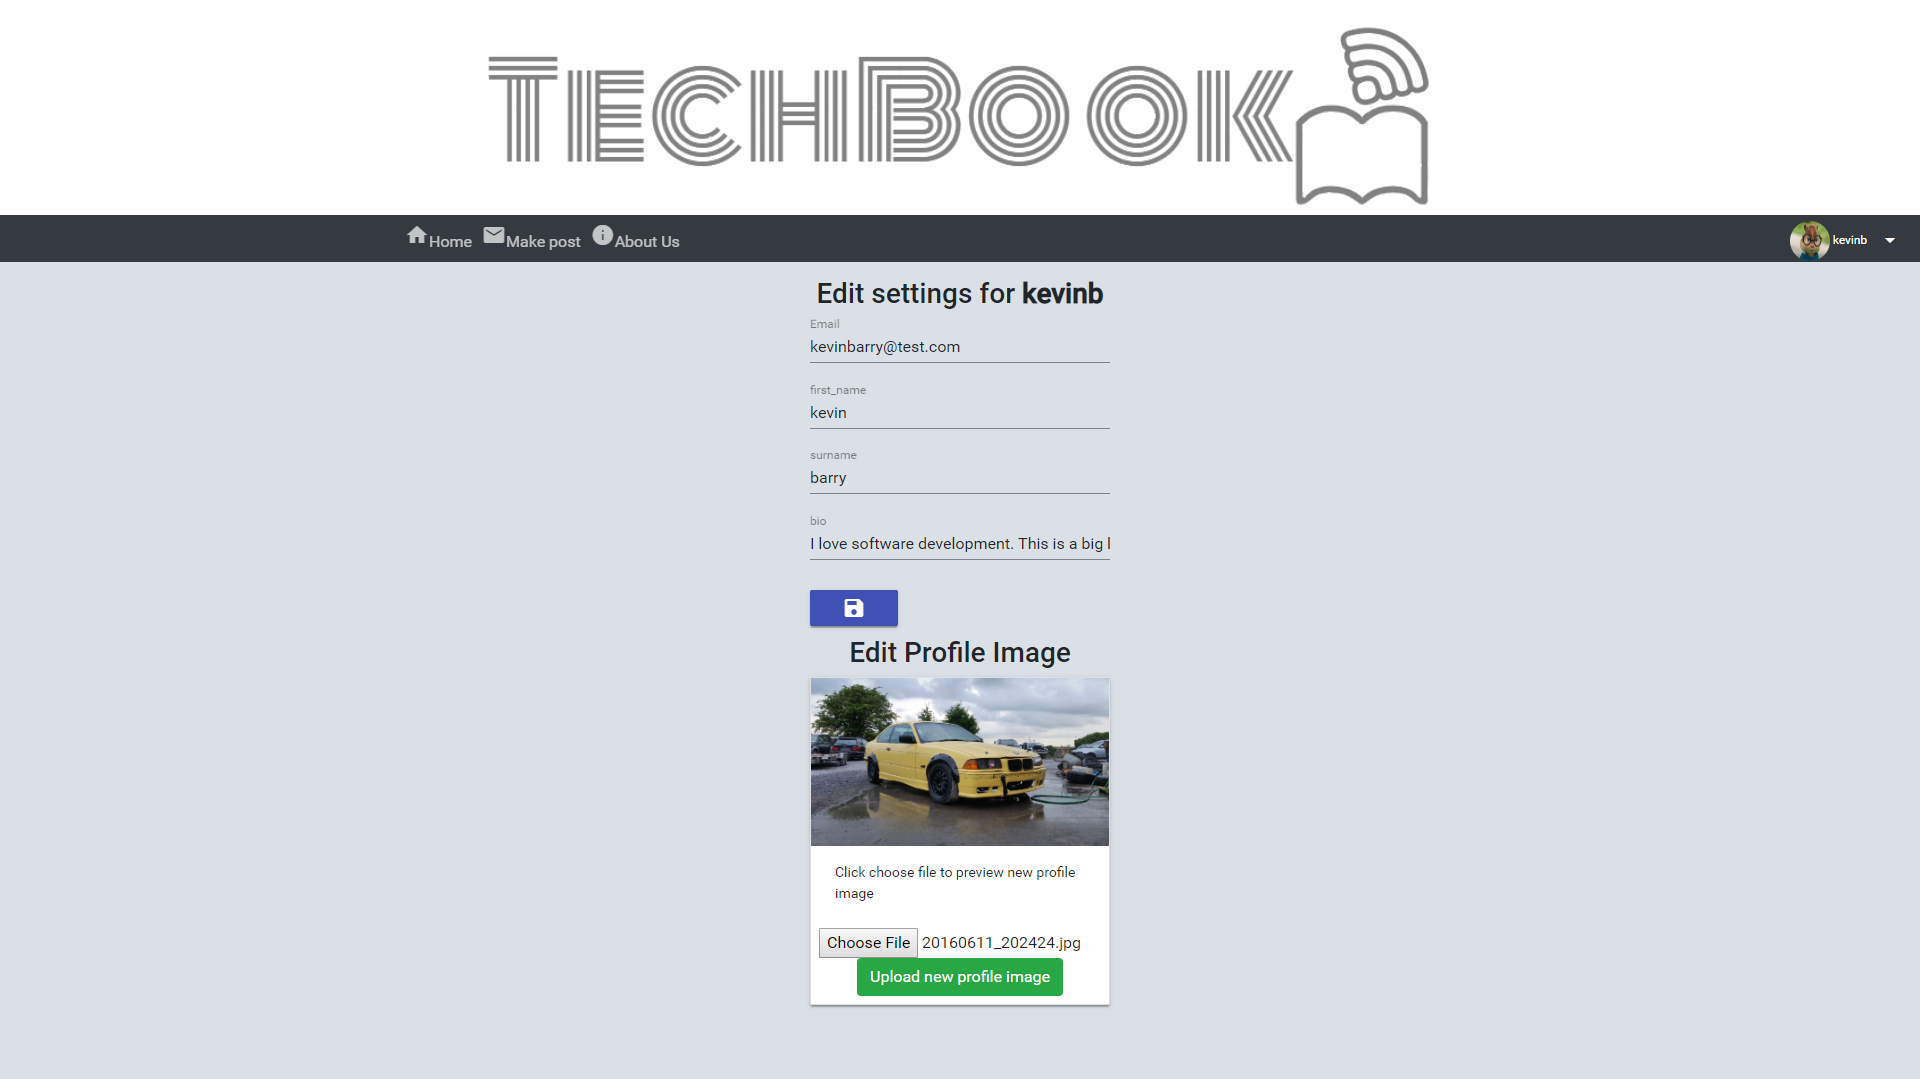 TECHBOOK
Home Make post About Us kevinb
Edit settings for kevinb
Email
kevinbarry@test.com
first_name
kevin
surname
barry
bio
I love software development. This is a big
Edit Profile Image
Click choose file to preview new profile
image
Choose File 20160611_202424.jpg
Upload new profile image